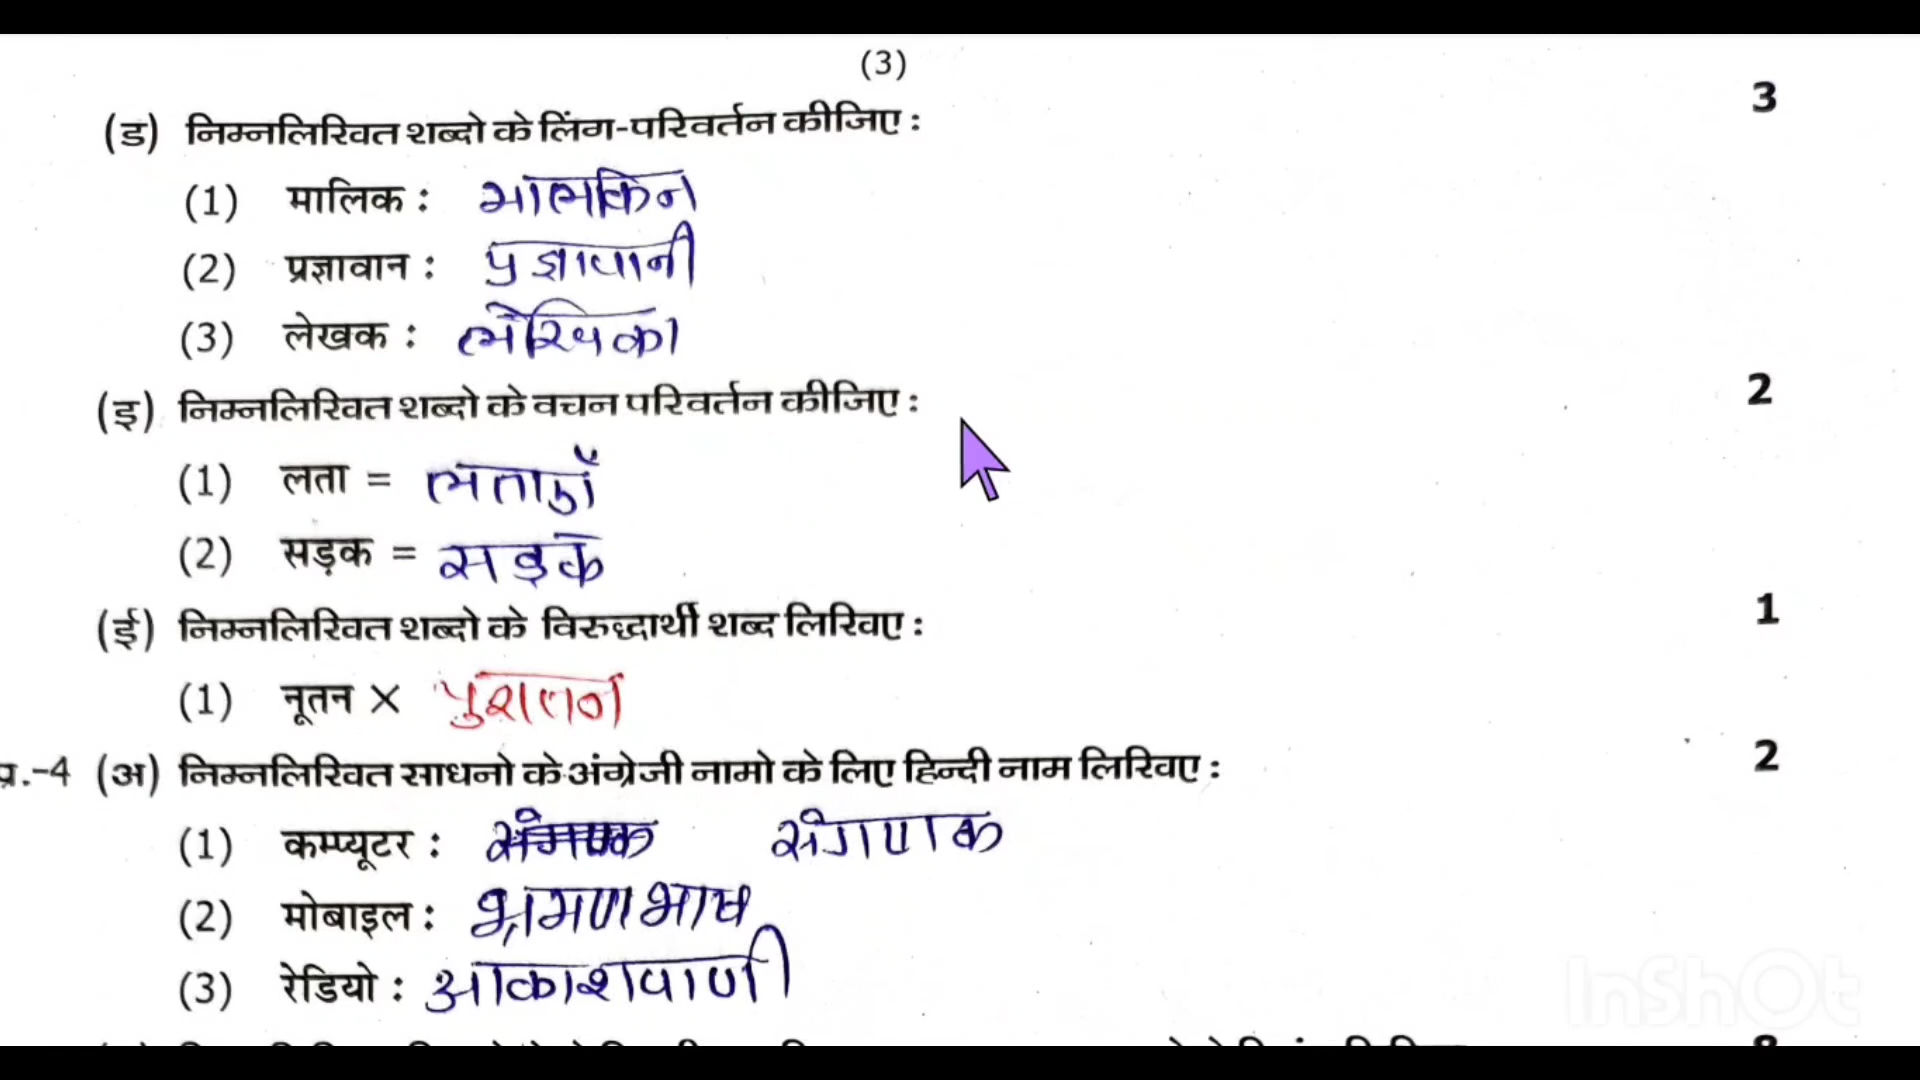 (3)
(ड) निम्नलिखित शब्दो के लिंग-परिवर्तन कीजिए : 3
(1) मालिक : मालकिन
(2) प्रज्ञावान : प्रज्ञावानी
(3) लेखक : लेखिका
(इ) निम्नलिखित शब्दो के वचन परिवर्तन कीजिए : 2
(1) लता = लताएँ
(2) सड़क = सडके
(ई) निम्नलिखित शब्दो के विरुद्धार्थी शब्द लिखिए : 1
(1) नूतन × पुरातन
प्र.-4 (अ) निम्नलिखित साधनो के अंग्रेजी नामो के लिए हिन्दी नाम लिखिए : 2
(1) कम्प्यूटर : संगणक
(2) मोबाइल : भ्रमणभाष
(3) रेडियो : आकाशवाणी
InShOt